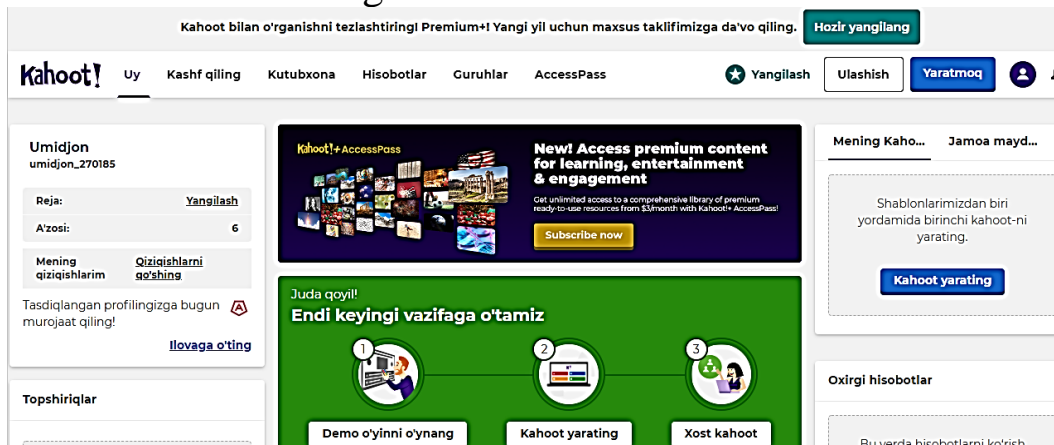 Kahoot bilan o'rganishni tezlashtiring! Premium+! Yangi yil uchun maxsus taklifimizga da'vo qiling. Hozir yangilang
Kahoot! Uy Kashf qiling Kutubxona Hisobotlar Guruhlar AccessPass Yangilash Ulashish Yaratmoq
Umidjon
umidjon_270185
Reja: Yangilash
A'zosi: 6
Mening qiziqishlarim
Qiziqishlarni qo'shing
Tasdiqlangan profilingizga bugun
murojaat qiling!
Ilovaga o'ting
Topshiriqlar
Kahoot!+AccessPass
New! Access premium content
for learning, entertainment
& engagement
Get unlimited access to a comprehensive library of premium
ready-to-use resources from $3/month with Kahoot!+ AccessPass!
Subscribe now
Juda qoyil!
Endi keyingi vazifaga o'tamiz
1 2 3
Demo o'yinni o'ynang Kahoot yarating Xost kahoot
Mening Kaho... Jamoa mayd...
Shablonlarimizdan biri
yordamida birinchi kahoot-ni
yarating.
Kahoot yarating
Oxirgi hisobotlar
Bu yerda hisobotlarni ko'rish